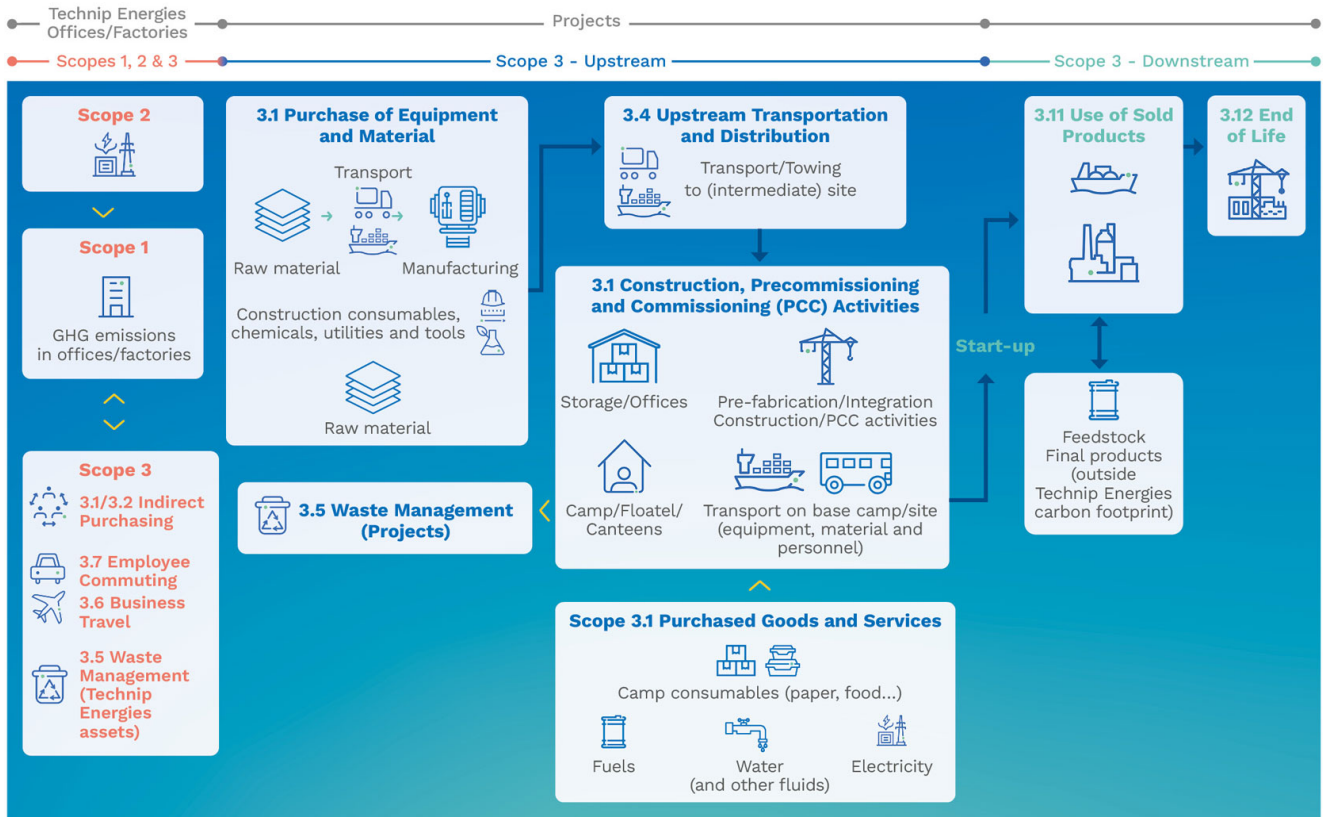 Technip Energies
Offices/Factories
Projects
Scopes 1, 2 & 3
Scope 3 - Upstream
Scope 3 - Downstream
Scope 2
Scope 1
GHG emissions
in offices/factories
Scope 3
3.1/3.2 Indirect
Purchasing
3.7 Employee
Commuting
3.6 Business
Travel
3.5 Waste
Management
(Technip
Energies
assets)
3.1 Purchase of Equipment
and Material
Transport
Raw material
Manufacturing
Construction consumables,
chemicals, utilities and tools
Raw material
3.5 Waste Management
(Projects)
3.4 Upstream Transportation
and Distribution
Transport/Towing
to (intermediate) site
3.1 Construction, Precommissioning
and Commissioning (PCC) Activities
Storage/Offices
Pre-fabrication/Integration
Construction/PCC activities
Camp/Floatel/
Canteens
Transport on base camp/site
(equipment, material and
personnel)
Scope 3.1 Purchased Goods and Services
Camp consumables (paper, food...)
Fuels
Water
(and other fluids)
Electricity
Start-up
3.11 Use of Sold
Products
3.12 End
of Life
Feedstock
Final products
(outside
Technip Energies
carbon footprint)